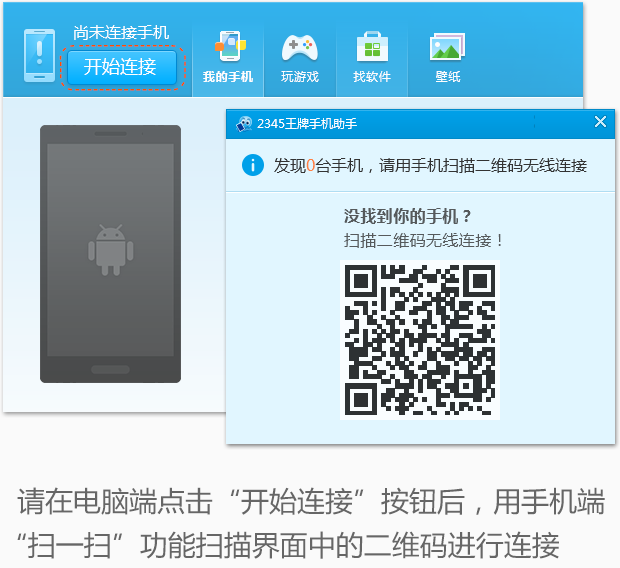 尚未连接手机
开始连接
我的手机 玩游戏 找软件 壁纸
2345王牌手机助手
发现0台手机，请用手机扫描二维码无线连接
没找到你的手机？
扫描二维码无线连接！
请在电脑端点击“开始连接”按钮后，用手机端
“扫一扫”功能扫描界面中的二维码进行连接